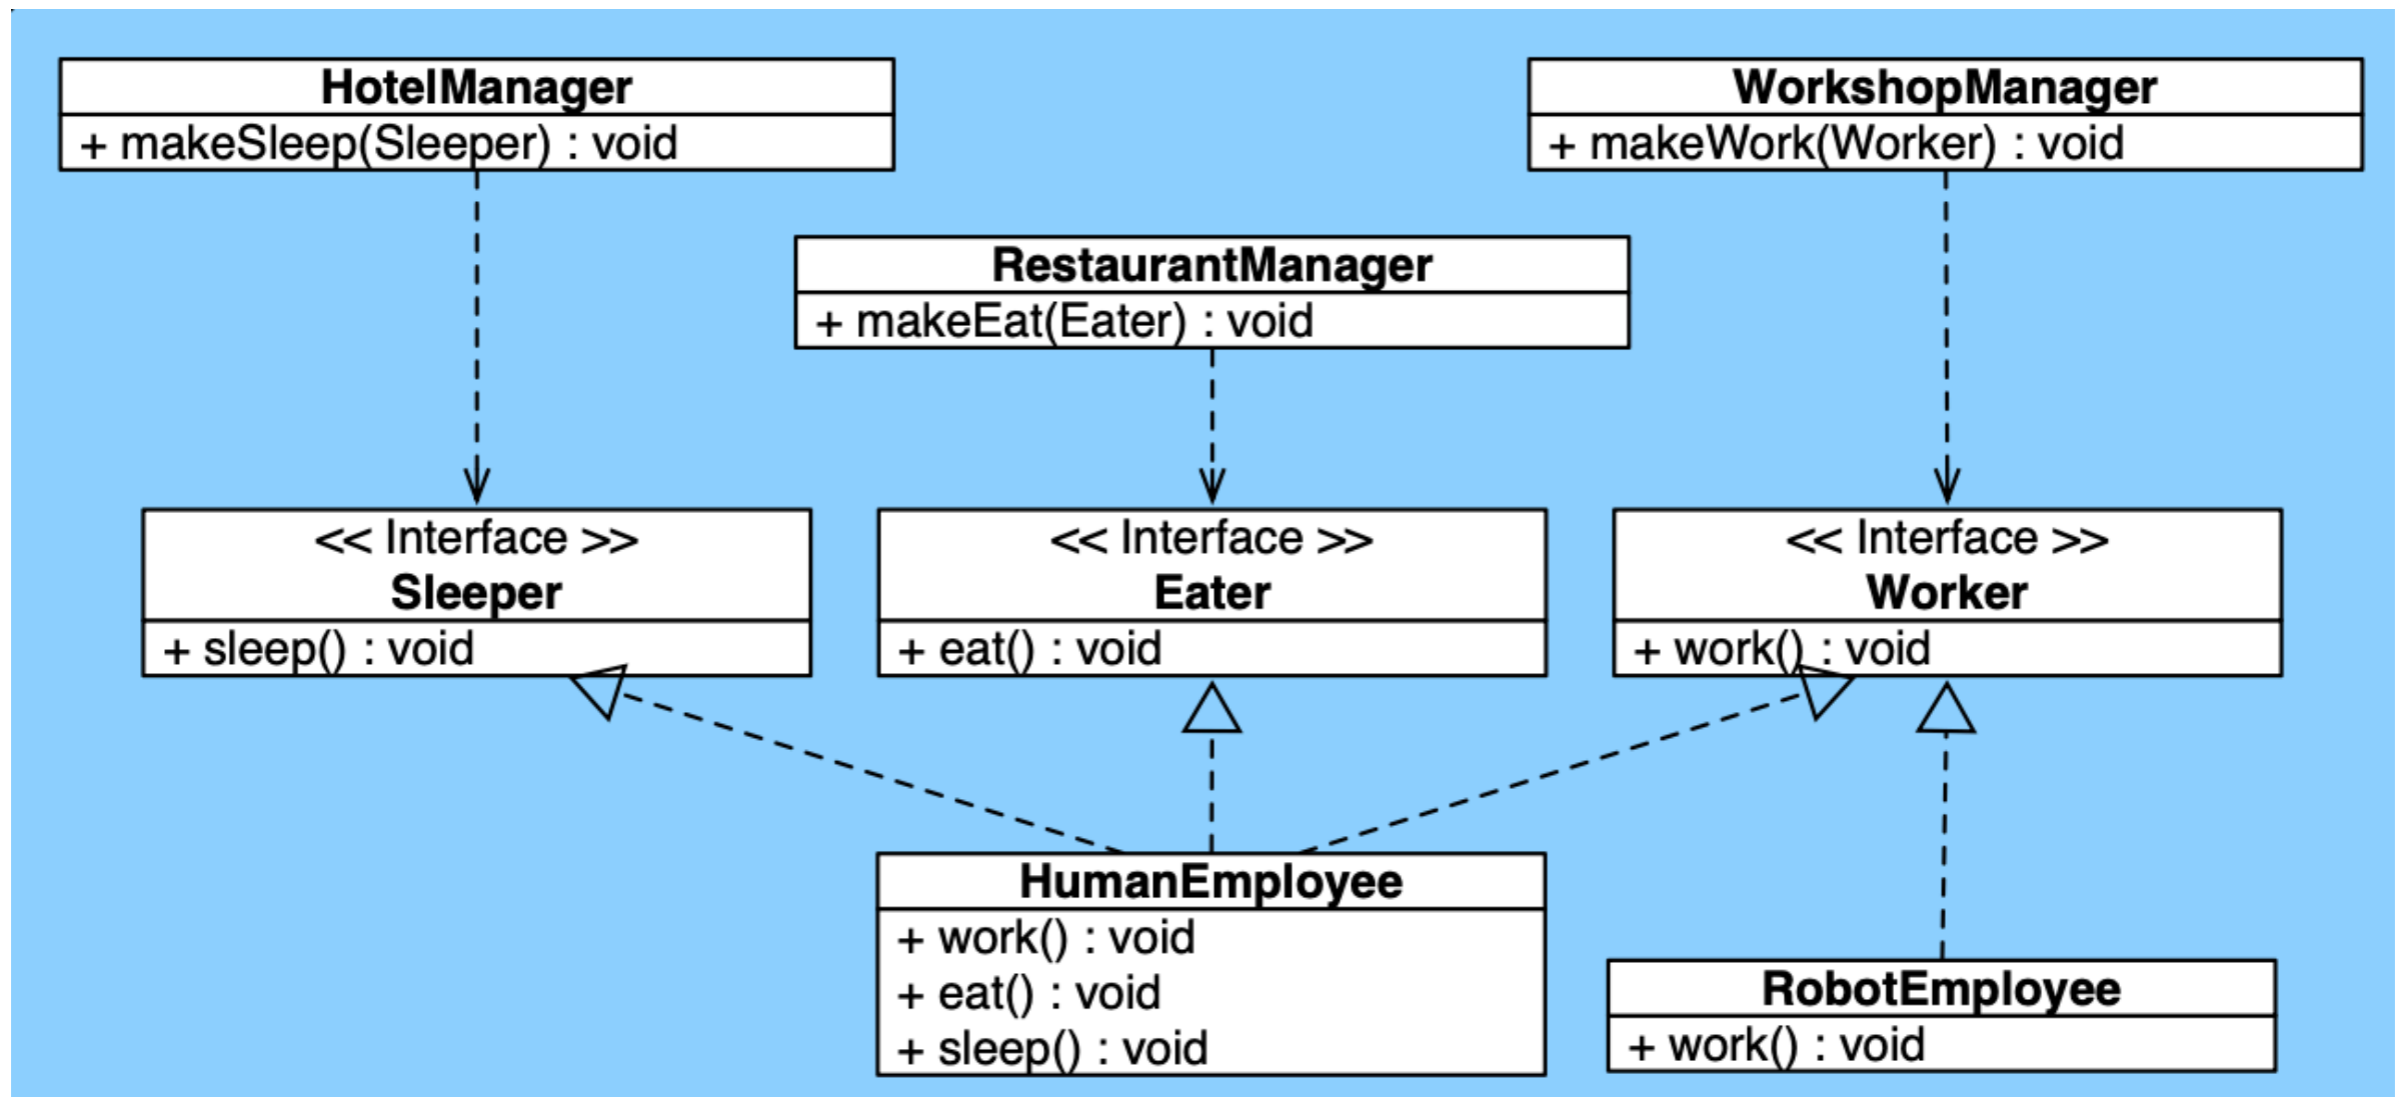 HotelManager
+ makeSleep(Sleeper) : void
WorkshopManager
+ makeWork(Worker) : void
RestaurantManager
+ makeEat(Eater) : void
<< Interface >>
Sleeper
+ sleep() : void
<< Interface >>
Eater
+ eat() : void
<< Interface >>
Worker
+ work() : void
HumanEmployee
+ work() : void
+ eat() : void
+ sleep() : void
RobotEmployee
+ work() : void